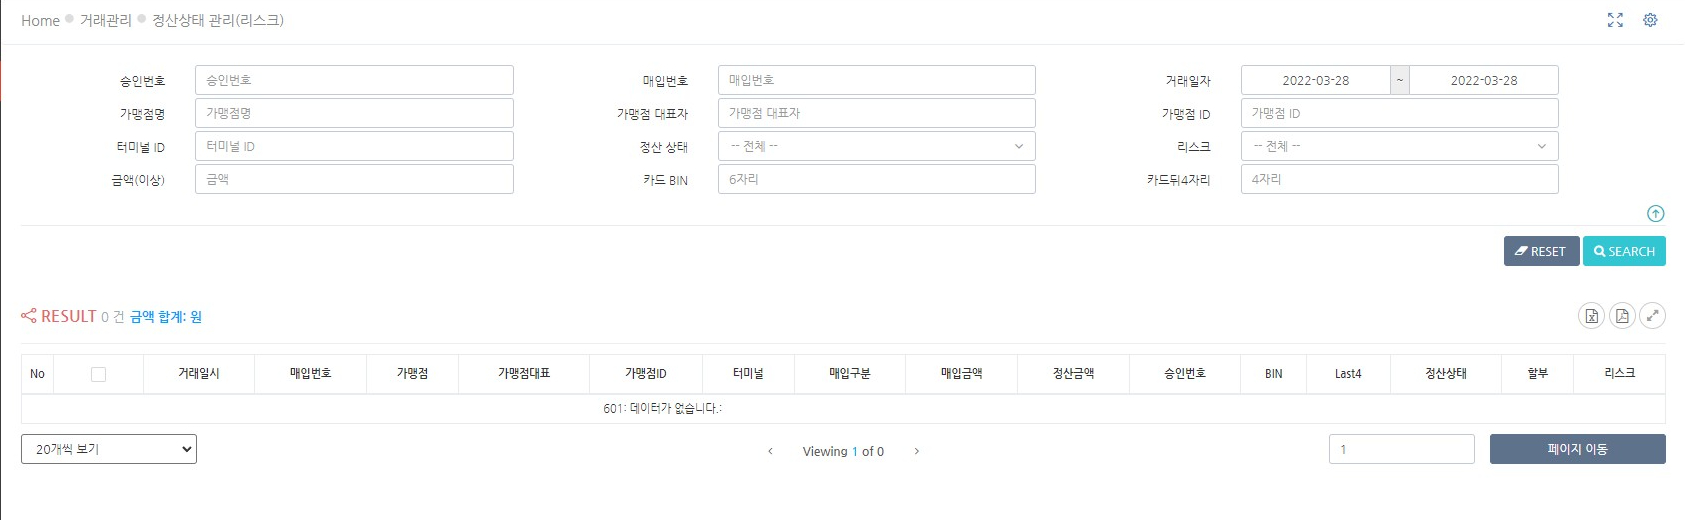 Home 거래관리 정산상태 관리(리스크)
승인번호 승인번호 매입번호 매입번호 거래일자 2022-03-28 ~ 2022-03-28
가맹점명 가맹점명 가맹점 대표자 가맹점 대표자 가맹점 ID 가맹점 ID
터미널 ID 터미널 ID 정산 상태 -- 전체 -- 리스크 -- 전체 --
금액(이상) 금액 카드 BIN 6자리 카드뒤4자리 4자리
RESET SEARCH
RESULT 0 건 금액 합계: 원
No 거래일시 매입번호 가맹점 가맹점대표 가맹점ID 터미널 매입구분 매입금액 정산금액 승인번호 BIN Last4 정산상태 할부 리스크
601: 데이터가 없습니다.:
20개씩 보기 Viewing 1 of 0 1 페이지 이동